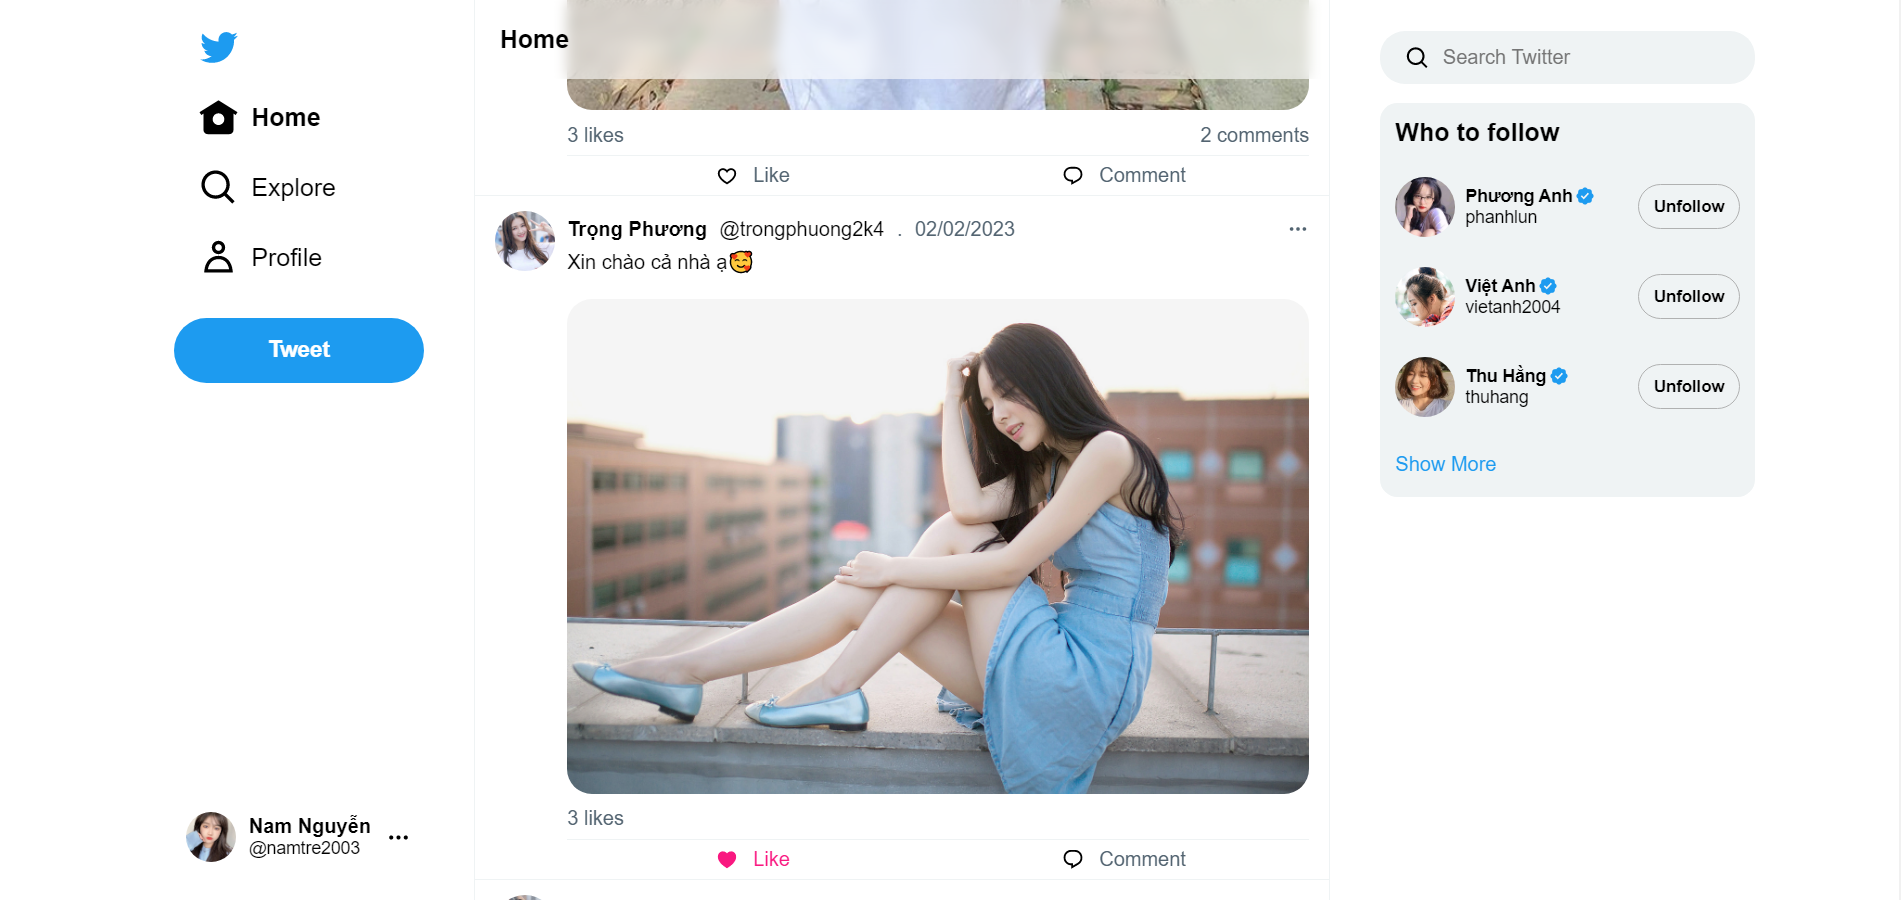 Home
Explore
Profile
Tweet
Nam Nguyễn
@namtre2003
Home
3 likes
2 comments
Like
Comment
Trọng Phương @trongphuong2k4 . 02/02/2023
Xin chào cả nhà ạ🥰
3 likes
Like
Comment
Search Twitter
Who to follow
Phương Anh
phanhlun
Unfollow
Việt Anh
vietanh2004
Unfollow
Thu Hằng
thuhang
Unfollow
Show More